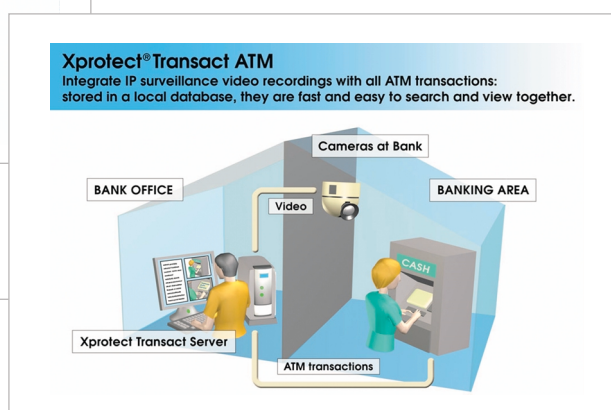 Xprotect® Transact ATM
Integrate IP surveillance video recordings with all ATM transactions:
stored in a local database, they are fast and easy to search and view together.
Cameras at Bank
BANK OFFICE
BANKING AREA
Video
CASH
Xprotect Transact Server
ATM transactions